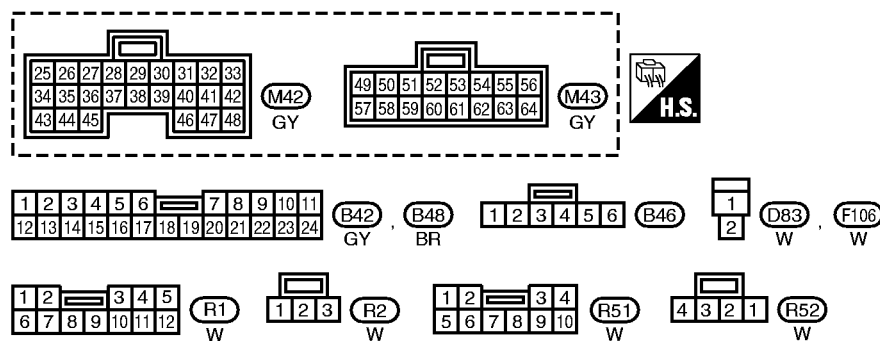 25 26 27 28 29 30 31 32 33
34 35 36 37 38 39 40 41 42
43 44 45 46 47 48
M42
GY
49 50 51 52 53 54 55 56
57 58 59 60 61 62 63 64
M43
GY
H.S.
1 2 3 4 5 6 7 8 9 10 11
12 13 14 15 16 17 18 19 20 21 22 23 24
B42 , B48
GY BR
1 2 3 4 5 6
B46
1
2
D83 , F106
W W
1 2 3 4 5
6 7 8 9 10 11 12
R1
W
1 2 3
R2
W
1 2 3 4
5 6 7 8 9 10
R51
W
4 3 2 1
R52
W